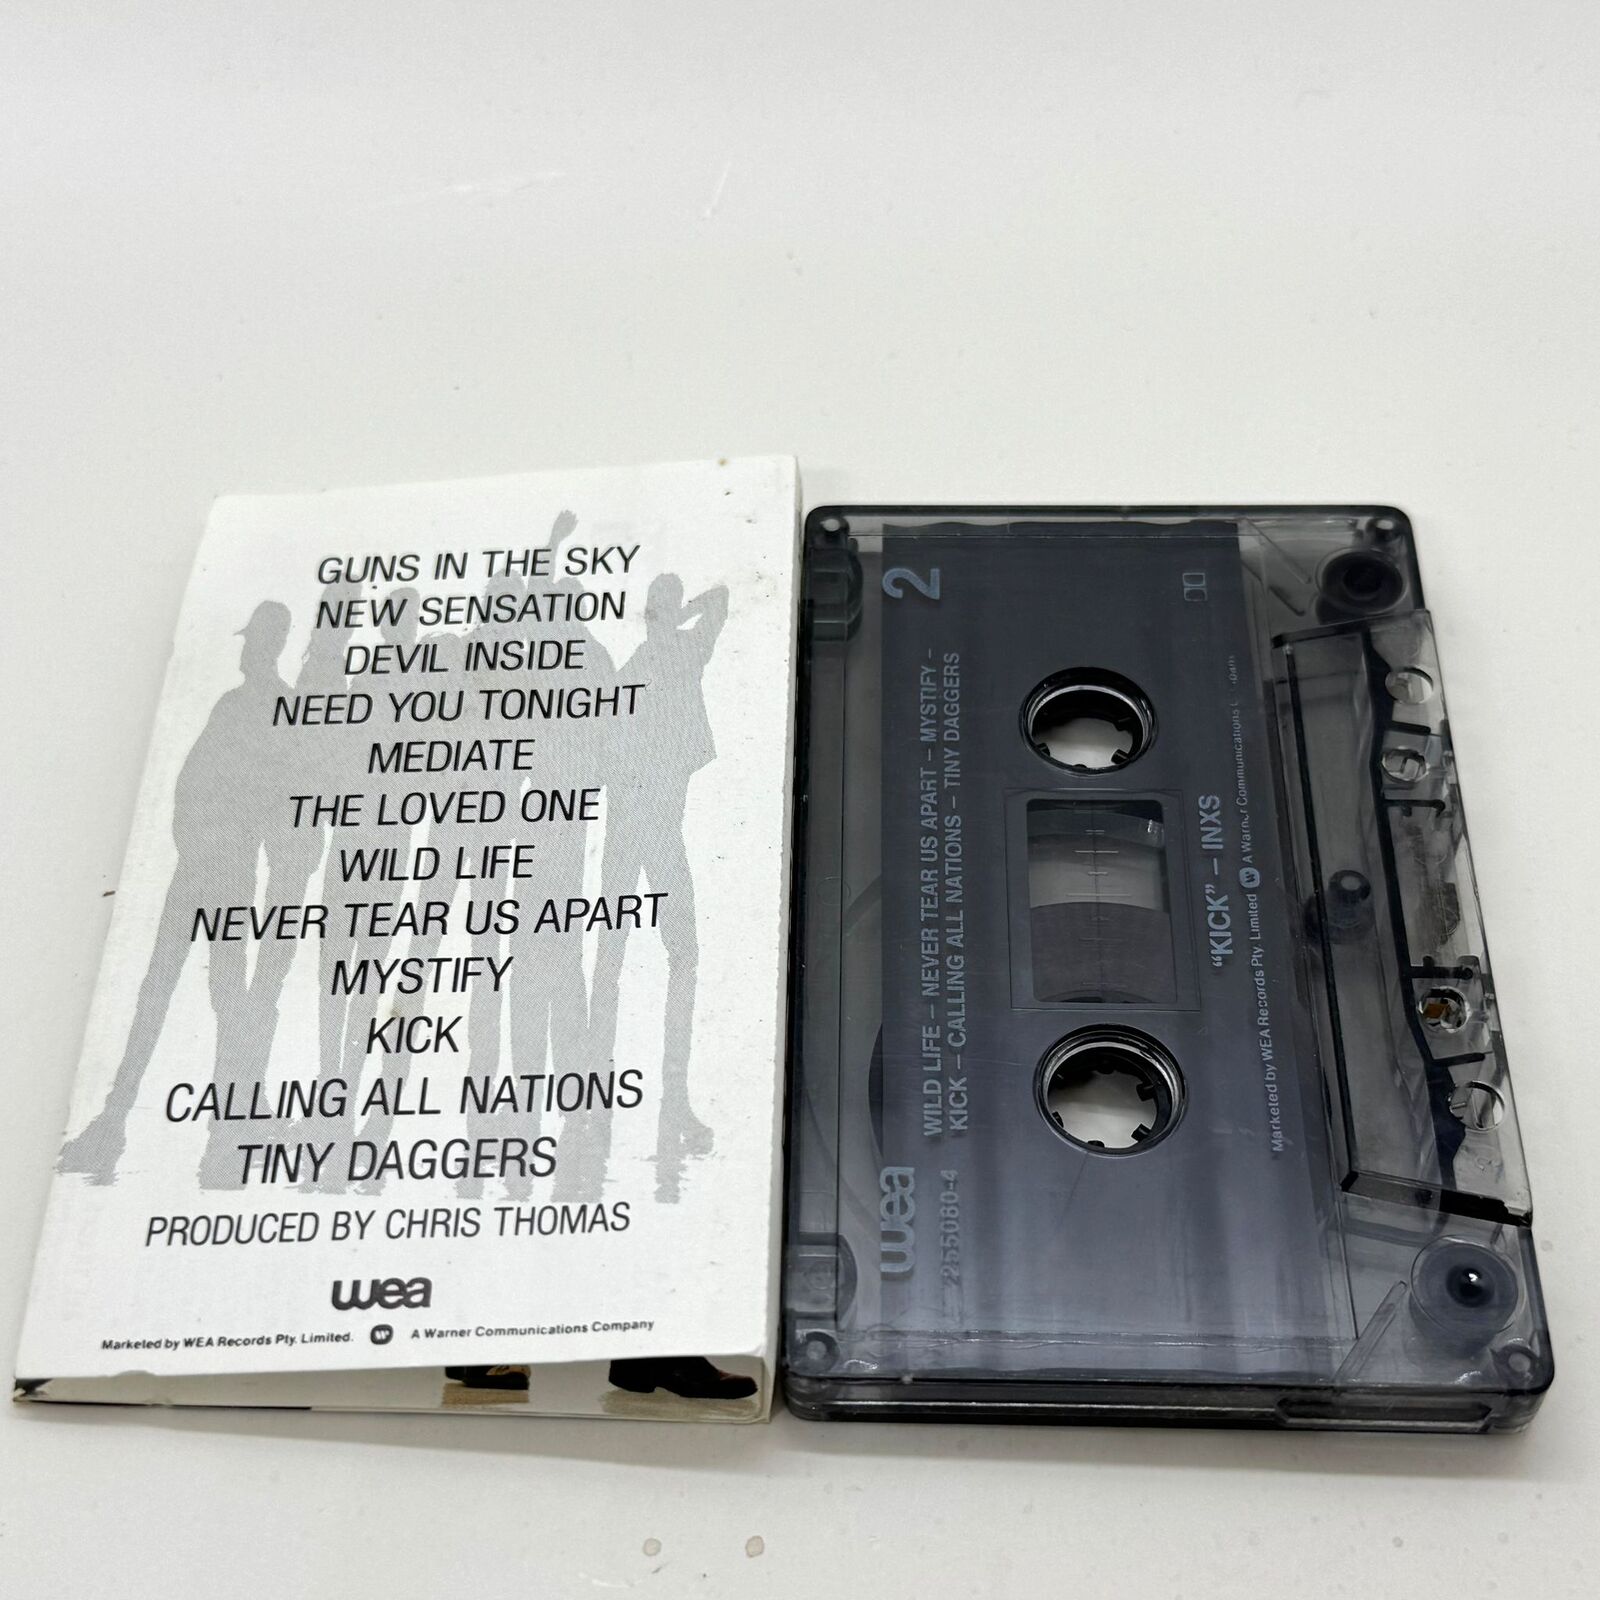 GUNS IN THE SKY
NEW SENSATION
DEVIL INSIDE
NEED YOU TONIGHT
MEDIATE
THE LOVED ONE
WILD LIFE
NEVER TEAR US APART
MYSTIFY
KICK
CALLING ALL NATIONS
TINY DAGGERS
PRODUCED BY CHRIS THOMAS
wea
Marketed by WEA Records Pty. Limited. A Warner Communications Company
2
WILD LIFE – NEVER TEAR US APART – MYSTIFY –
KICK – CALLING ALL NATIONS – TINY DAGGERS
wea
255080-4
"KICK" – INXS
Marketed by WEA Records Pty. Limited A Warner Communications